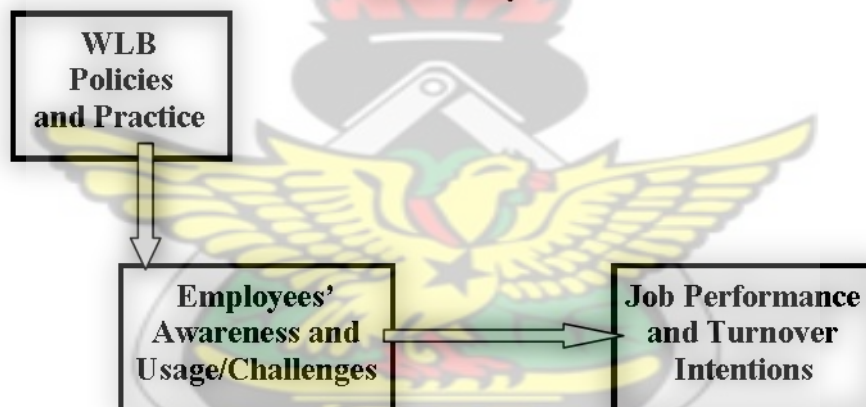 WLB
Policies
and Practice
Employees’
Awareness and
Usage/Challenges
Job Performance
and Turnover
Intentions